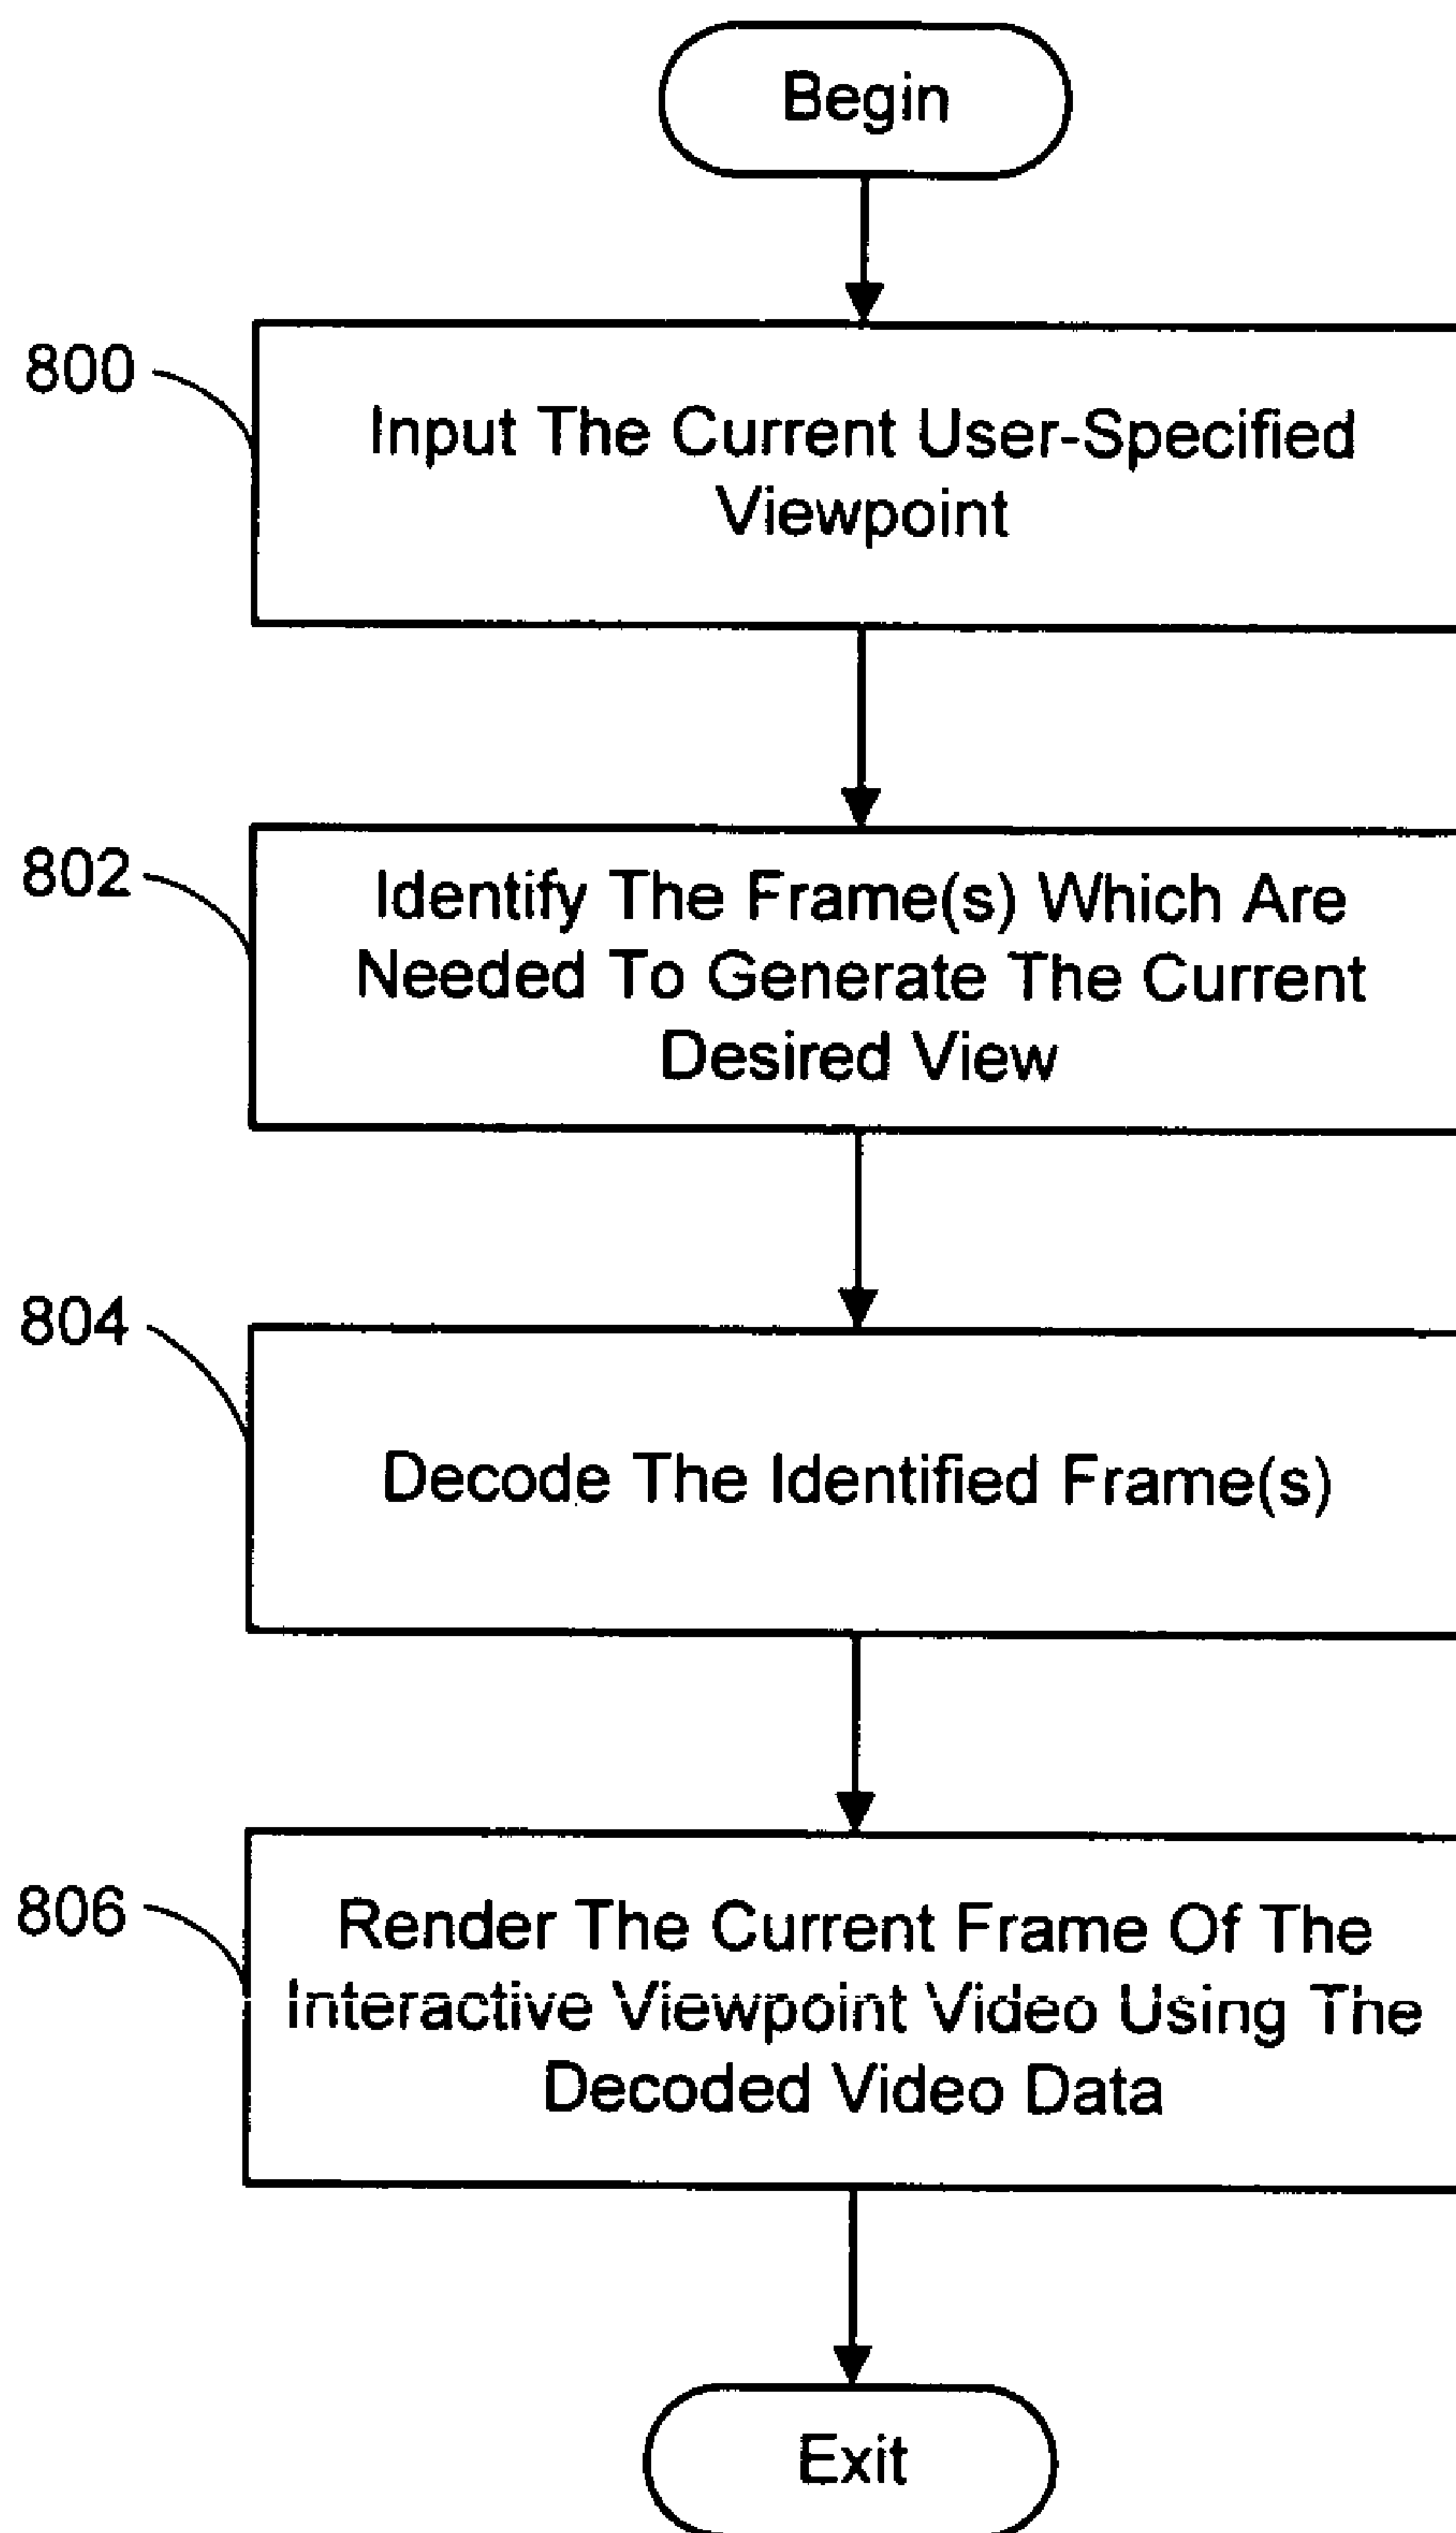 Begin
800
Input The Current User-Specified
Viewpoint
802
Identify The Frame(s) Which Are
Needed To Generate The Current
Desired View
804
Decode The Identified Frame(s)
806
Render The Current Frame Of The
Interactive Viewpoint Video Using The
Decoded Video Data
Exit